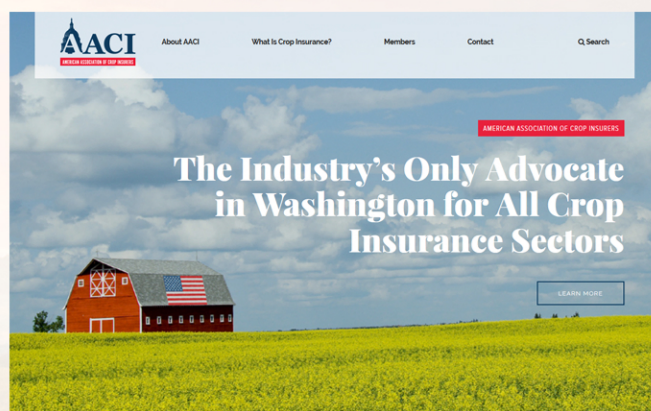 AACI
AMERICAN ASSOCIATION OF CROP INSURERS
About AACI
What Is Crop Insurance?
Members
Contact
Search
AMERICAN ASSOCIATION OF CROP INSURERS
The Industry's Only Advocate
in Washington for All Crop
Insurance Sectors
LEARN MORE